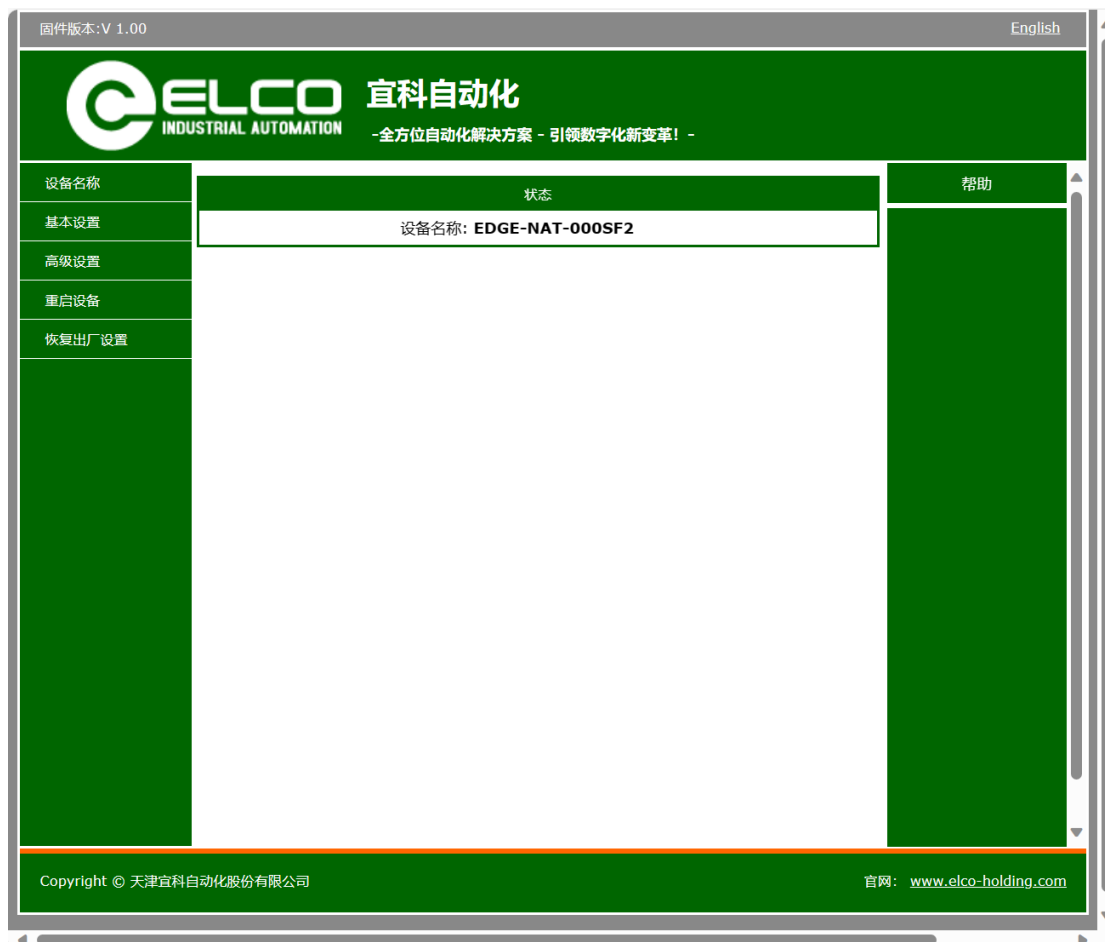 固件版本:V 1.00
English
ELCO
INDUSTRIAL AUTOMATION
宜科自动化
-全方位自动化解决方案 - 引领数字化新变革! -
设备名称
基本设置
高级设置
重启设备
恢复出厂设置
状态
设备名称: EDGE-NAT-000SF2
帮助
Copyright © 天津宜科自动化股份有限公司
官网: www.elco-holding.com